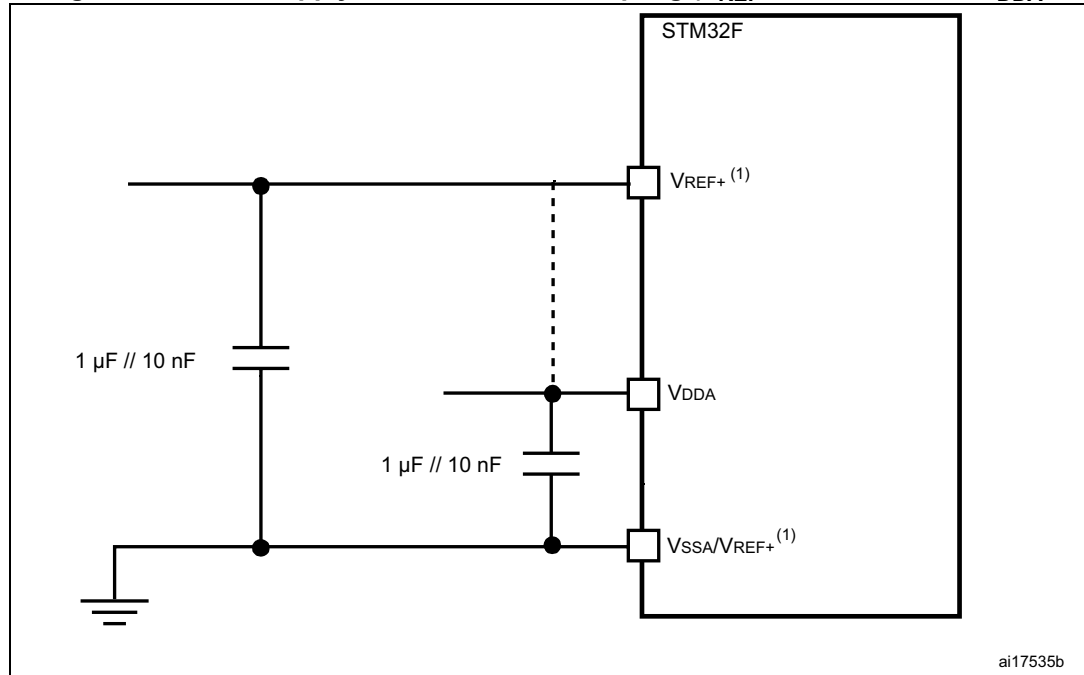 STM32F
VREF+ (1)
1 µF // 10 nF
VDDA
1 µF // 10 nF
VSSA/VREF+ (1)
ai17535b